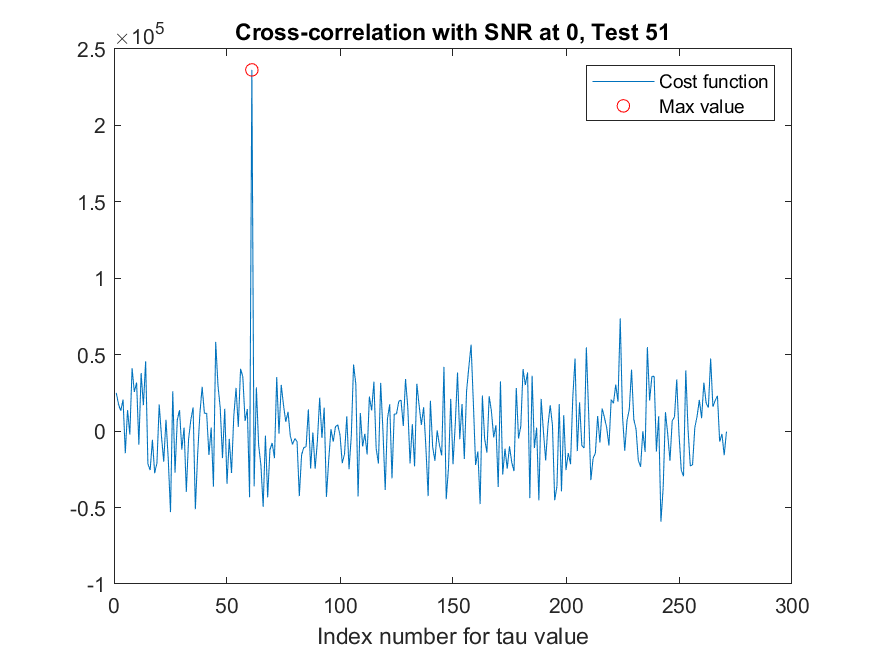 Cross-correlation with SNR at 0, Test 51
×10^5
Cost function
Max value
2.5
2
1.5
1
0.5
0
-0.5
-1
0 50 100 150 200 250 300
Index number for tau value